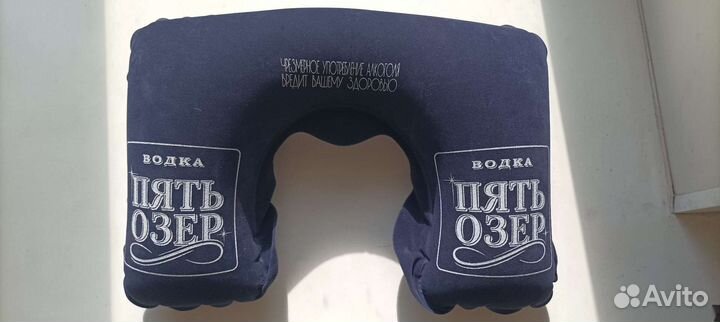 ЧРЕЗМЕРНОЕ УПОТРЕБЛЕНИЕ АЛКОГОЛЯ
ВРЕДИТ ВАШЕМУ ЗДОРОВЬЮ
ВОДКА
ПЯТЬ
ОЗЕР
ВОДКА
ПЯТЬ
ОЗЕР
Avito